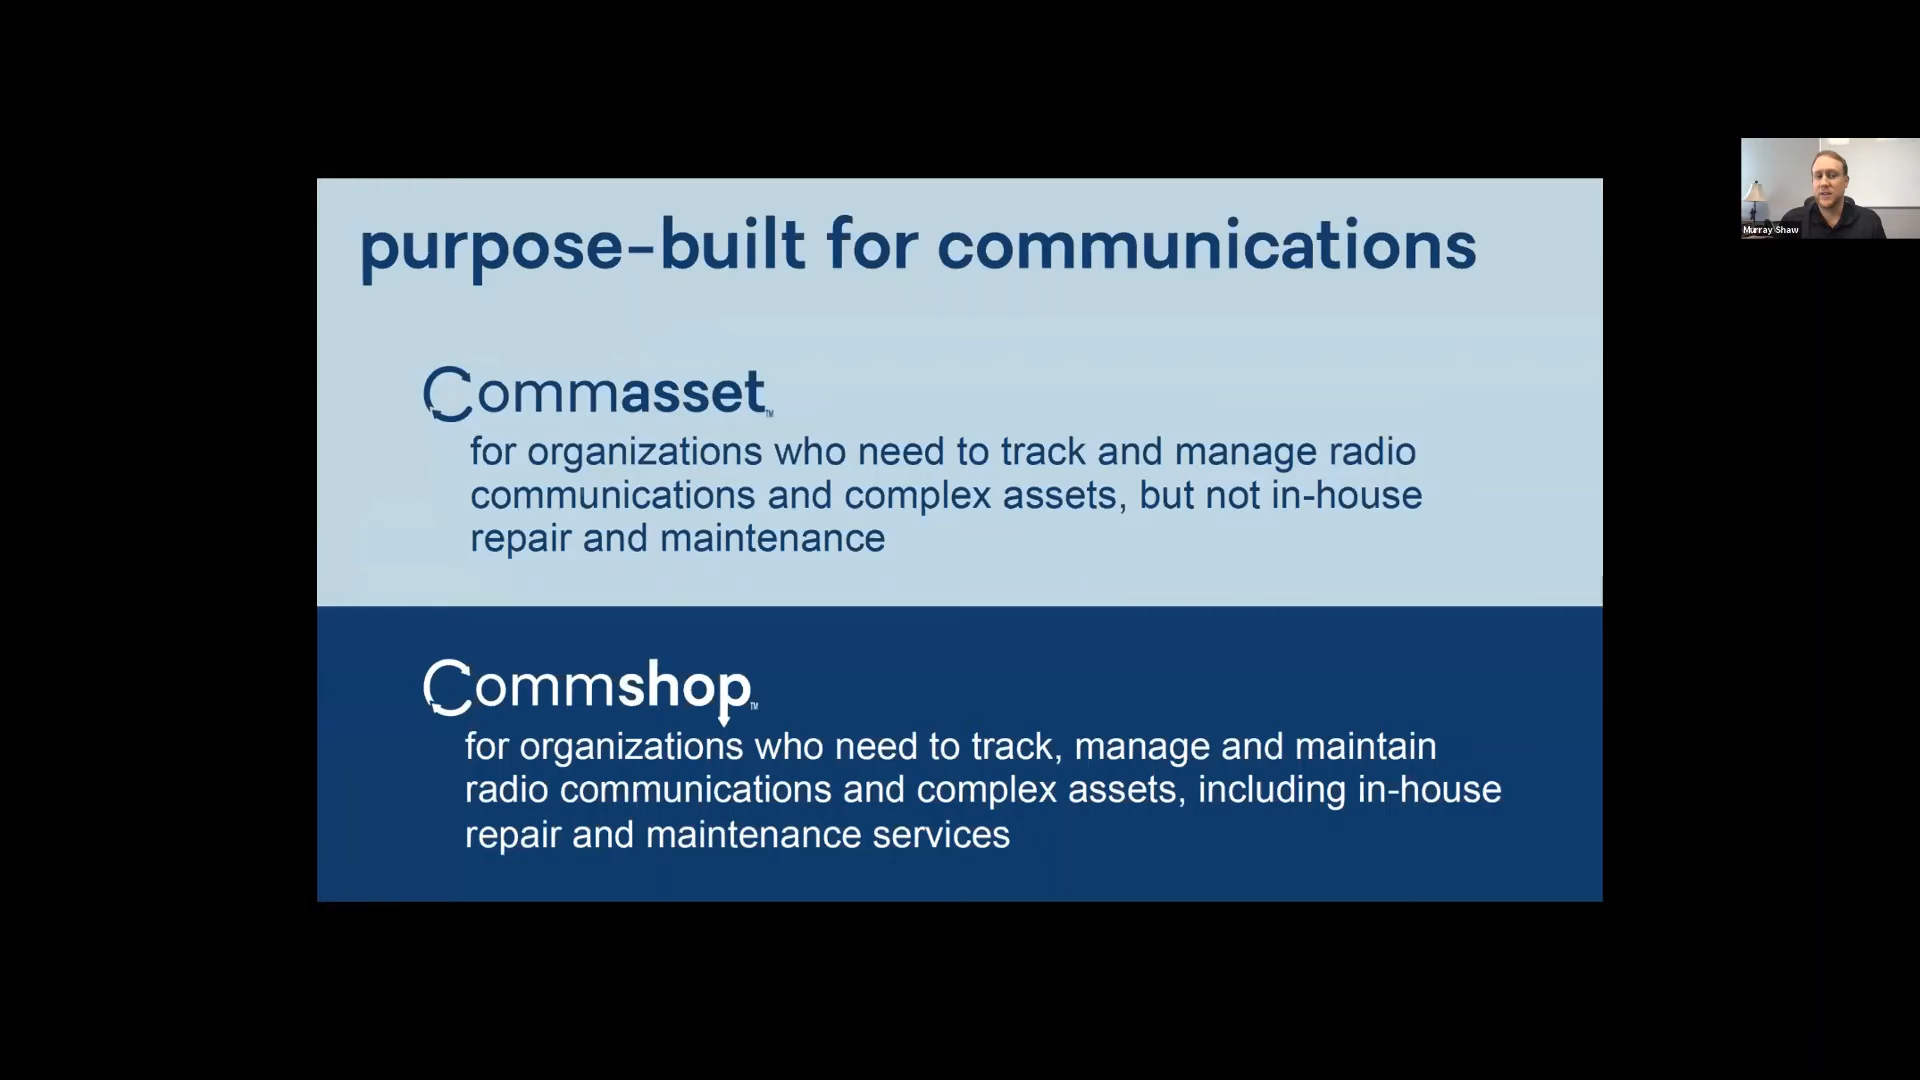 purpose-built for communications
Commasset™
for organizations who need to track and manage radio
communications and complex assets, but not in-house
repair and maintenance
Commshop™
for organizations who need to track, manage and maintain
radio communications and complex assets, including in-house
repair and maintenance services
Murray Shaw